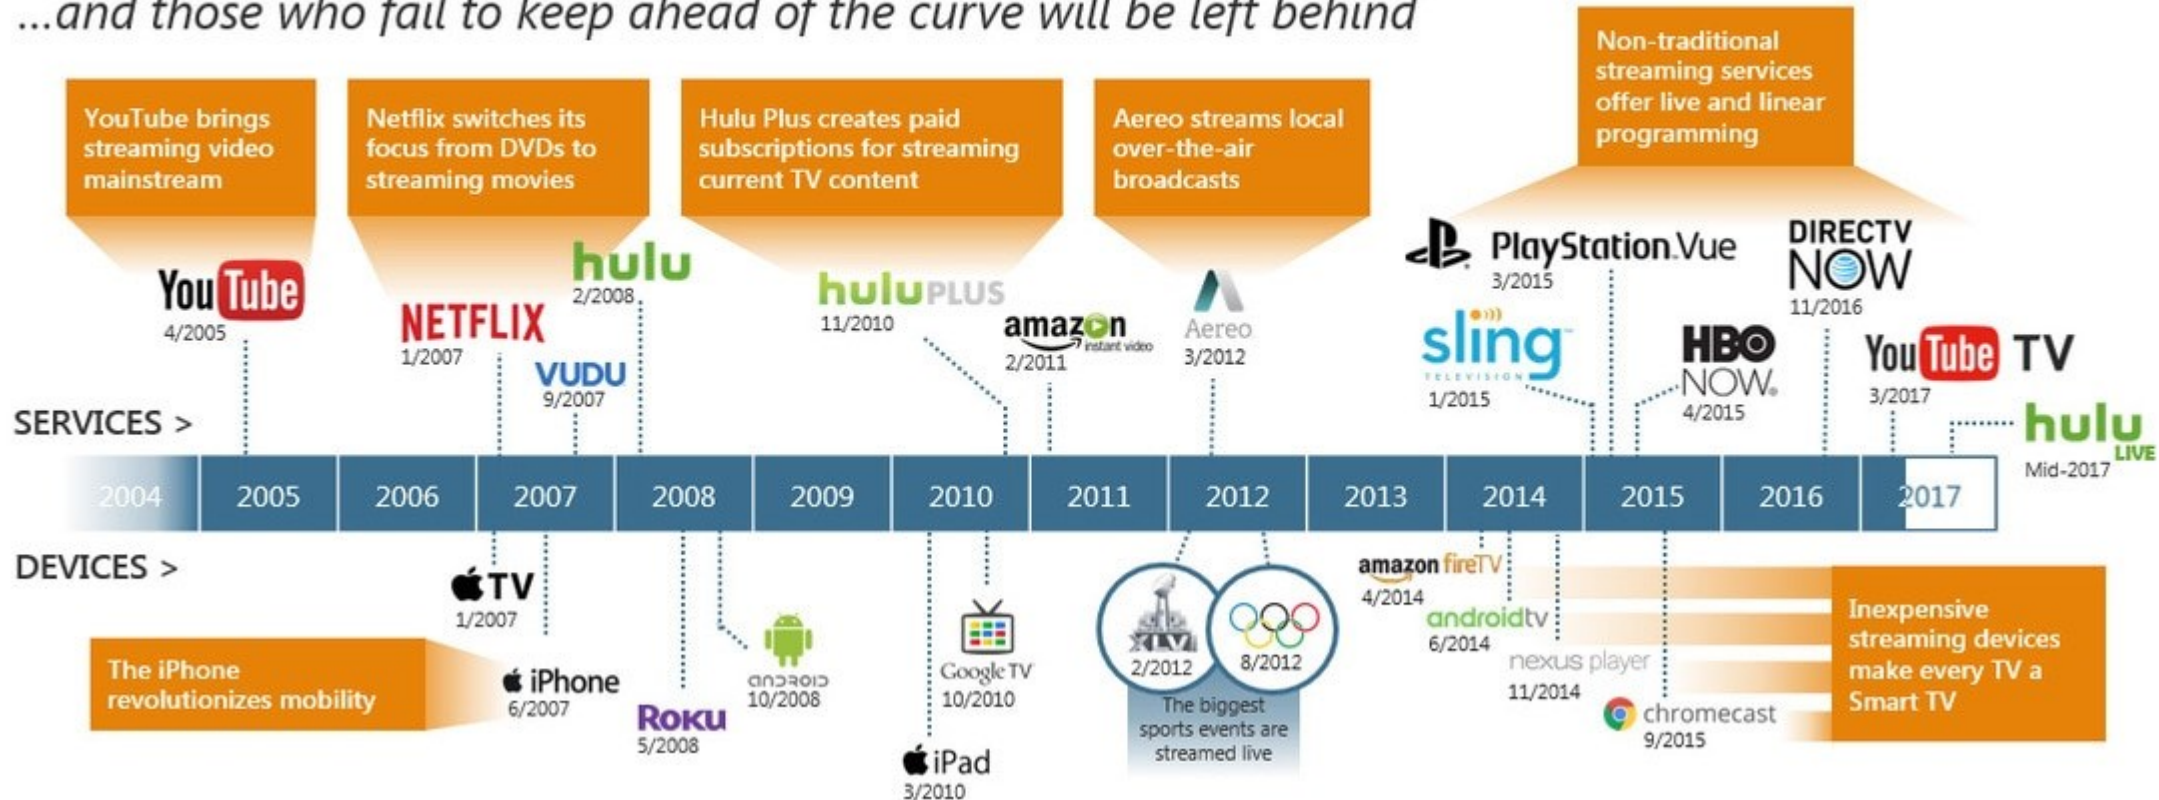 ...and those who fail to keep ahead of the curve will be left behind
YouTube brings
streaming video
mainstream
Netflix switches its
focus from DVDs to
streaming movies
Hulu Plus creates paid
subscriptions for streaming
current TV content
Aereo streams local
over-the-air
broadcasts
Non-traditional
streaming services
offer live and linear
programming
YouTube
4/2005
NETFLIX
1/2007
VUDU
9/2007
hulu
2/2008
huluPLUS
11/2010
amazon
instant video
2/2011
Aereo
3/2012
PlayStation.Vue
3/2015
sling
TELEVISION
1/2015
HBO
NOW.
4/2015
DIRECTV
NOW
11/2016
YouTube TV
3/2017
hulu
LIVE
Mid-2017
SERVICES >
2004 2005 2006 2007 2008 2009 2010 2011 2012 2013 2014 2015 2016 2017
DEVICES >
TV
1/2007
The iPhone
revolutionizes mobility
iPhone
6/2007
ROKU
5/2008
ANDROID
10/2008
iPad
3/2010
Google TV
10/2010
XLVI
2/2012
8/2012
The biggest
sports events are
streamed live
amazon fireTV
4/2014
androidtv
6/2014
nexus player
11/2014
chromecast
9/2015
Inexpensive
streaming devices
make every TV a
Smart TV